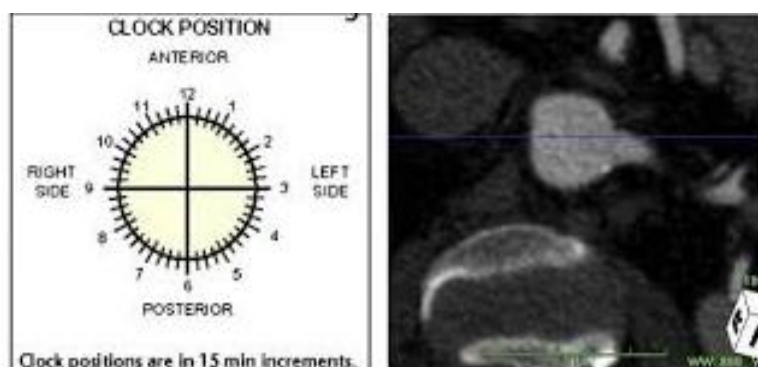 CLOCK POSITION
ANTERIOR
12
11 1
10 2
RIGHT SIDE 9 3 LEFT SIDE
8 4
7 5
6
POSTERIOR
Clock positions are in 15 min increments.